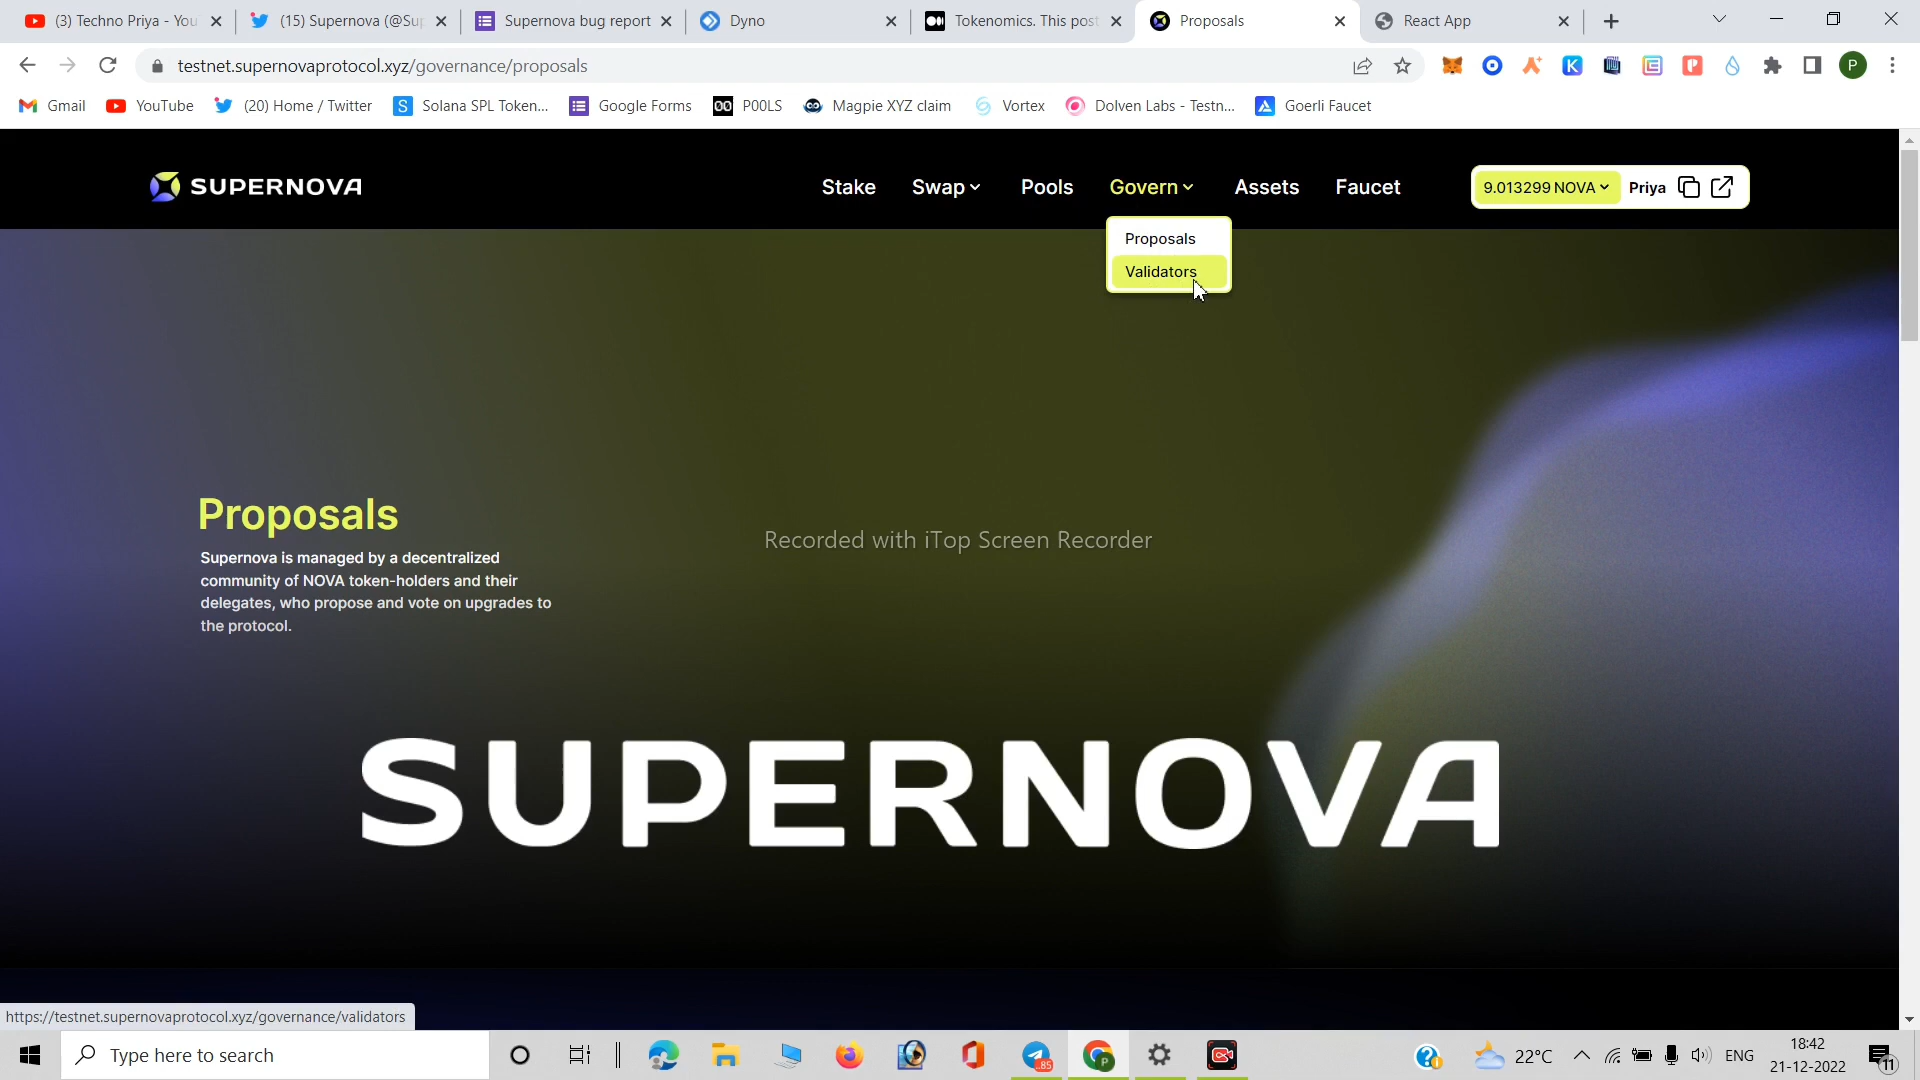 (3) Techno Priya - You
(15) Supernova (@Sup
Supernova bug report
Dyno
Tokenomics. This post
Proposals
React App
testnet.supernovaprotocol.xyz/governance/proposals
P
Gmail
YouTube
(20) Home / Twitter
Solana SPL Token...
Google Forms
P00LS
Magpie XYZ claim
Vortex
Dolven Labs - Testn...
Goerli Faucet
SUPERNOVA
Stake
Swap
Pools
Govern
Assets
Faucet
9.013299 NOVA
Priya
Proposals
Validators
Proposals
Supernova is managed by a decentralized
community of NOVA token-holders and their
delegates, who propose and vote on upgrades to
the protocol.
Recorded with iTop Screen Recorder
SUPERNOVA
https://testnet.supernovaprotocol.xyz/governance/validators
Type here to search
85
P
22°C
ENG
18:42
21-12-2022
11